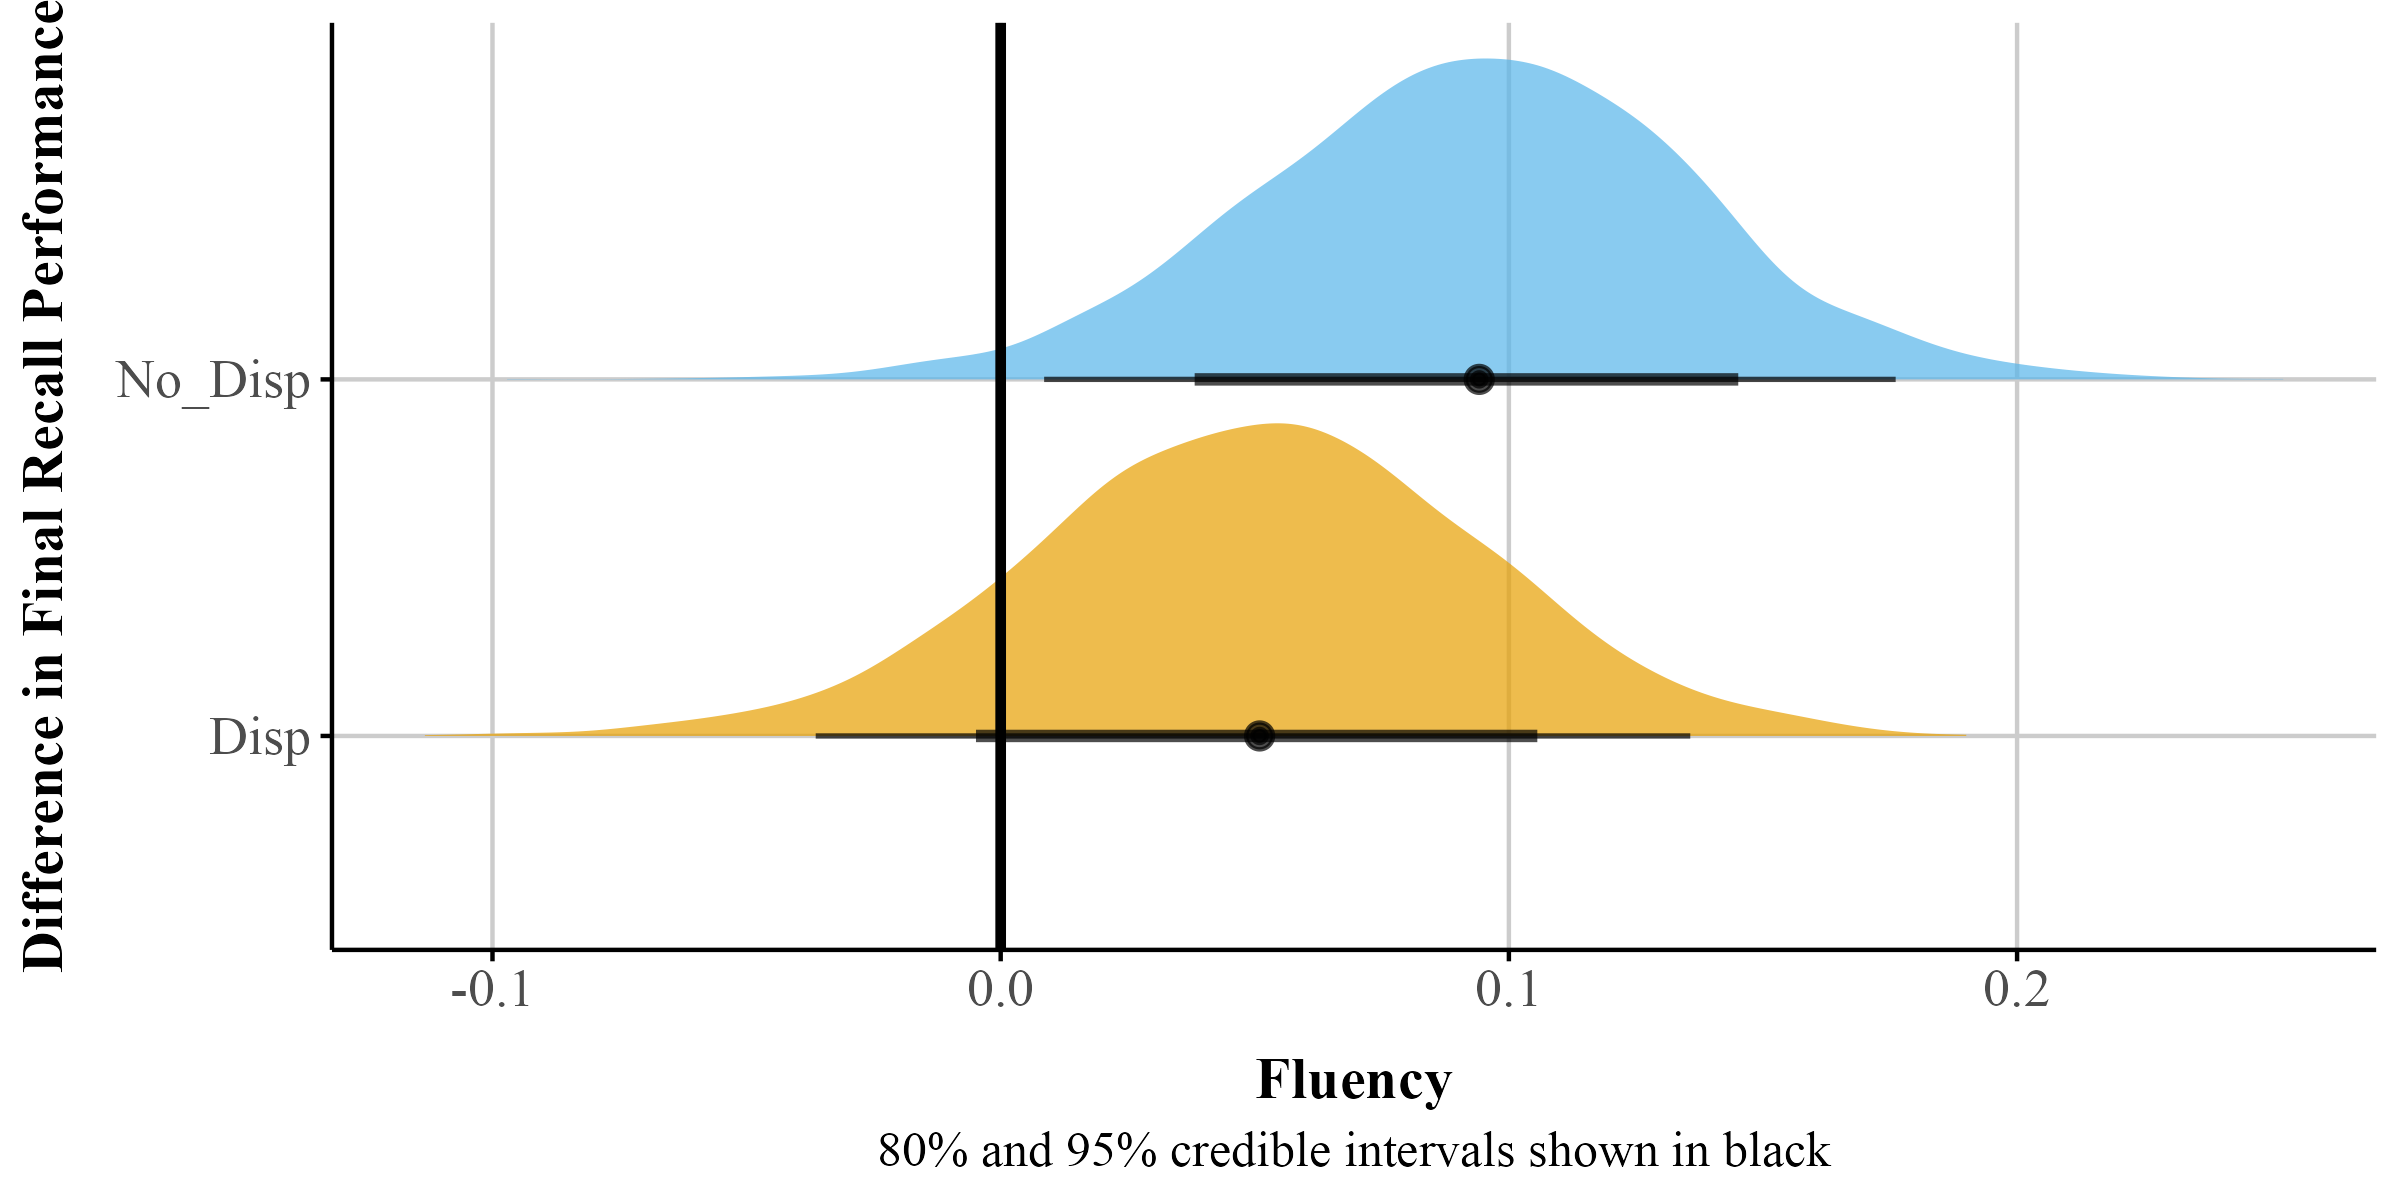 Difference in Final Recall Performance
No_Disp
Disp
-0.1 0.0 0.1 0.2
Fluency
80% and 95% credible intervals shown in black